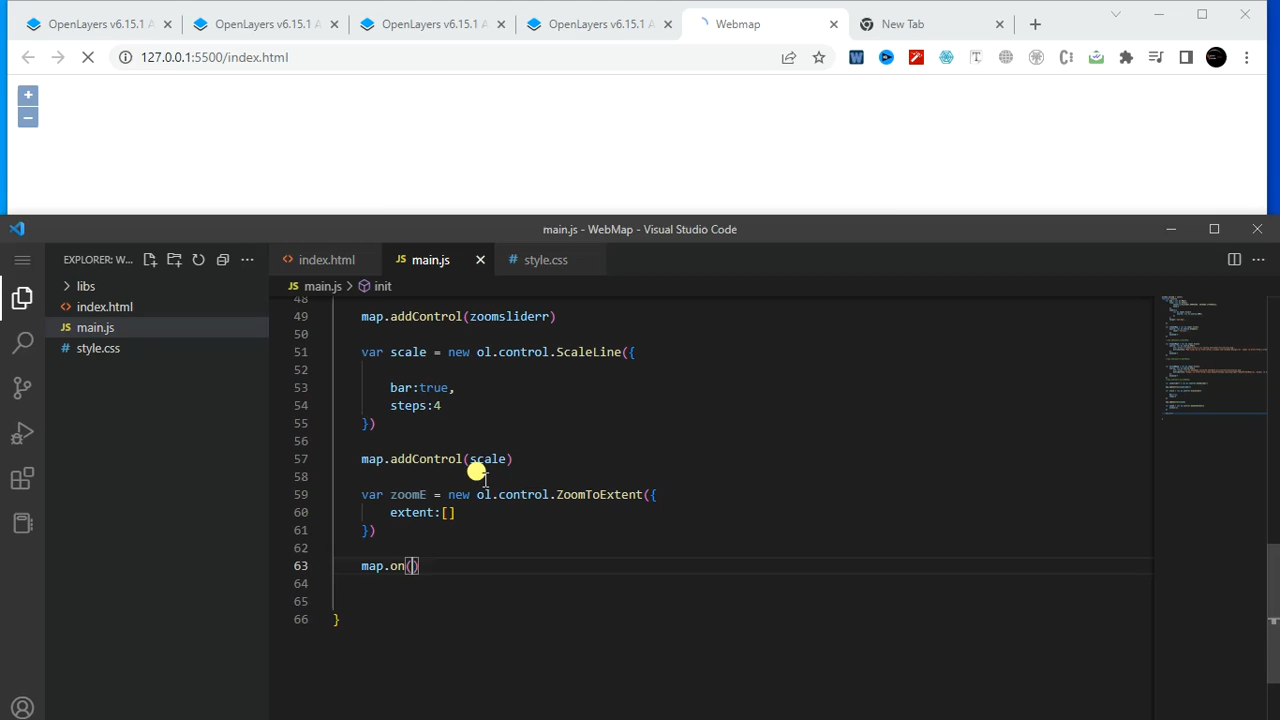 OpenLayers v6.15.1 A
OpenLayers v6.15.1 A
OpenLayers v6.15.1 A
OpenLayers v6.15.1 A
Webmap
New Tab
127.0.0.1:5500/index.html
main.js - WebMap - Visual Studio Code
EXPLORER: W...
index.html
main.js
style.css
main.js > init
libs
index.html
main.js
style.css
48
49 map.addControl(zoomsliderr)
50
51 var scale = new ol.control.ScaleLine({
52
53 bar:true,
54 steps:4
55 })
56
57 map.addControl(scale)
58
59 var zoomE = new ol.control.ZoomToExtent({
60 extent:[]
61 })
62
63 map.on()
64
65
66 }